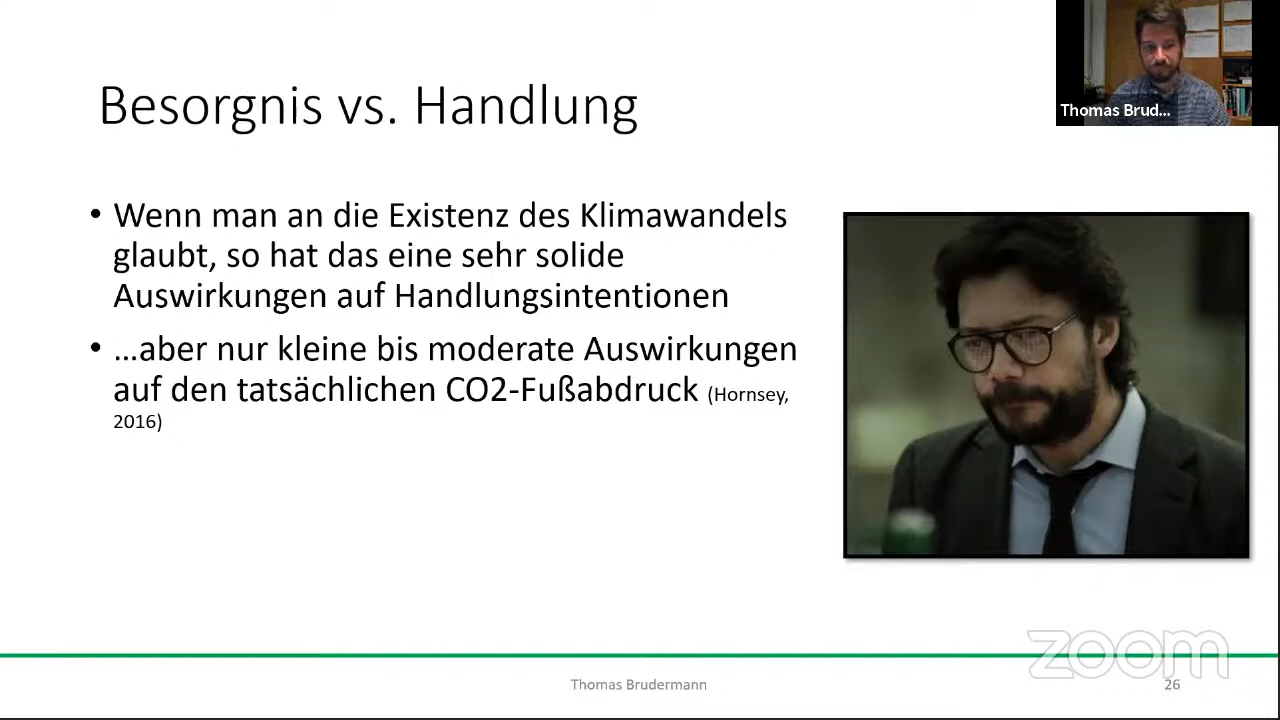 Thomas Brud...
Besorgnis vs. Handlung
• Wenn man an die Existenz des Klimawandels
glaubt, so hat das eine sehr solide
Auswirkungen auf Handlungsintentionen
• ...aber nur kleine bis moderate Auswirkungen
auf den tatsächlichen CO2-Fußabdruck (Hornsey,
2016)
zoom
Thomas Brudermann
26